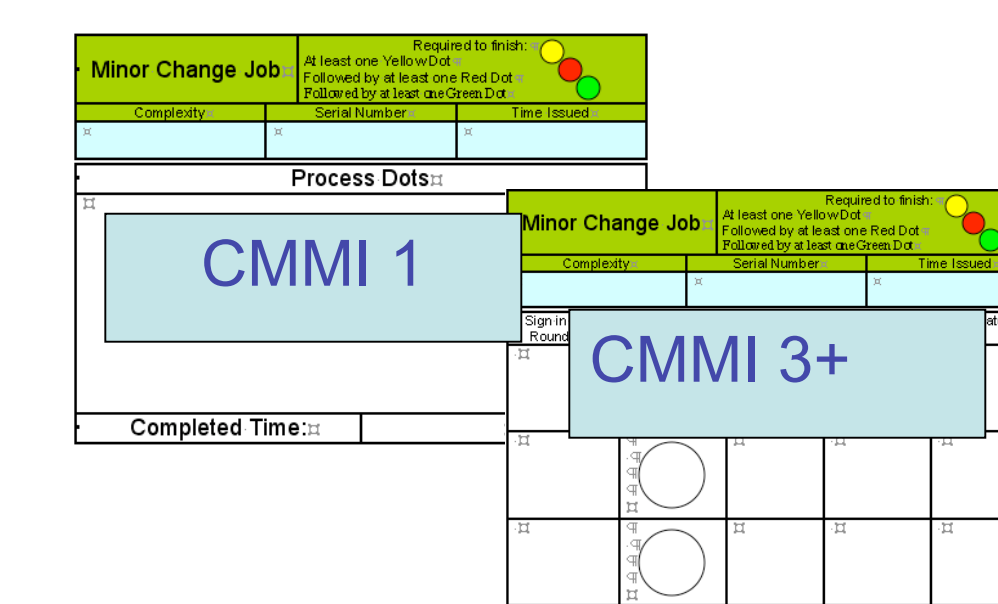 Minor Change Job
Required to finish:
At least one Yellow Dot
Followed by at least one Red Dot
Followed by at least one Green Dot
Complexity Serial Number Time Issued
Process Dots
CMMI 1
Completed Time:
Minor Change Job
Required to finish:
At least one Yellow Dot
Followed by at least one Red Dot
Followed by at least one Green Dot
Complexity Serial Number Time Issued
Sign in
Round
CMMI 3+